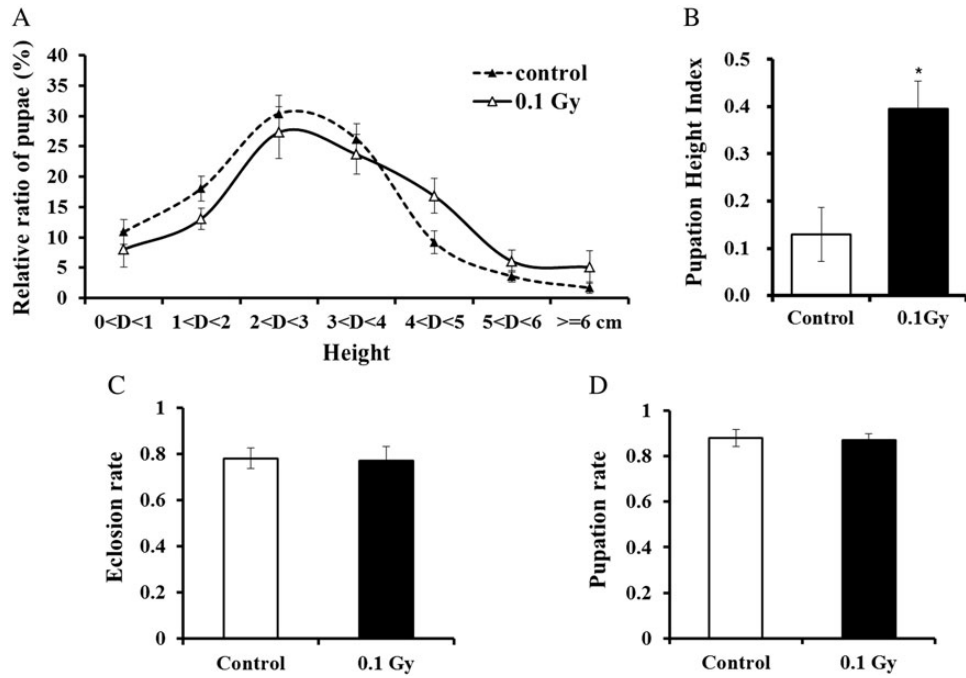 A
Relative ratio of pupae (%)
40
35
30
25
20
15
10
5
0
control
0.1 Gy
0<D<1 1<D<2 2<D<3 3<D<4 4<D<5 5<D<6 >=6 cm
Height
B
Pupation Height Index
0.5
0.4
0.3
0.2
0.1
0.0
*
Control 0.1Gy
C
Eclosion rate
1
0.8
0.6
0.4
0.2
0
Control 0.1 Gy
D
Pupation rate
1
0.8
0.6
0.4
0.2
0
Control 0.1 Gy